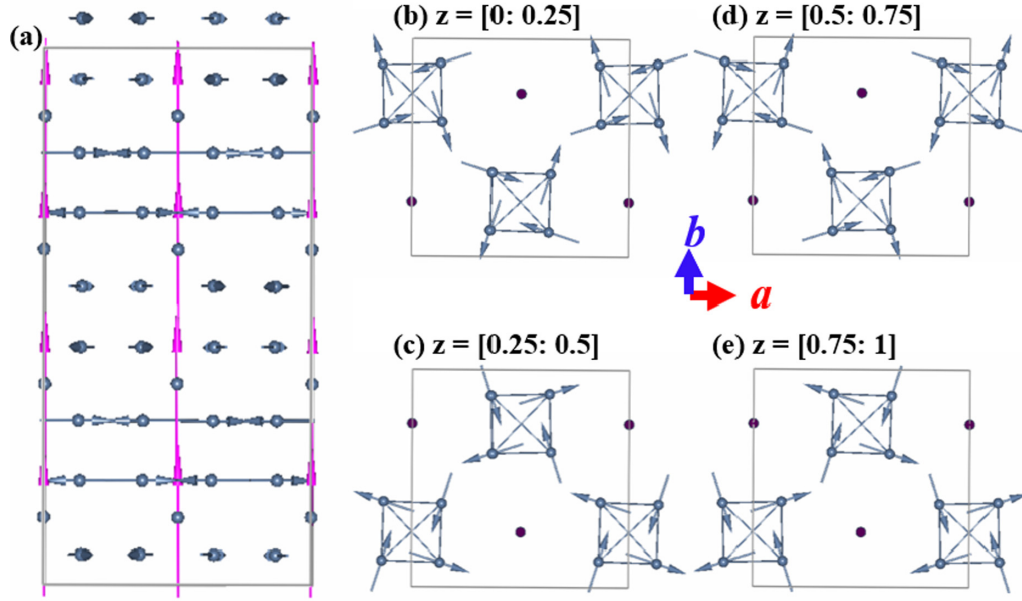 (a)
(b) z = [0: 0.25]
(d) z = [0.5: 0.75]
b
a
(c) z = [0.25: 0.5]
(e) z = [0.75: 1]